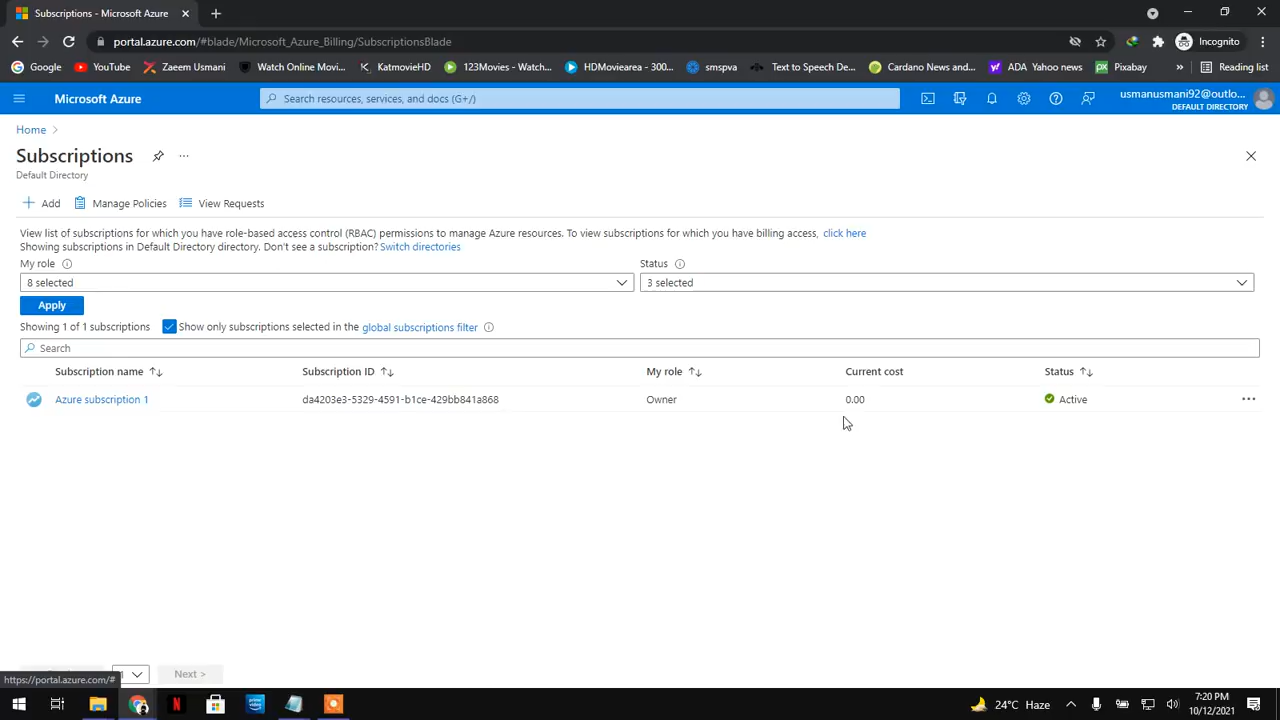 Subscriptions - Microsoft Azure
portal.azure.com/#blade/Microsoft_Azure_Billing/SubscriptionsBlade
Incognito
Google YouTube Zaeem Usmani Watch Online Movi... KatmovieHD 123Movies - Watc... HDMoviearea - 300... smspva Text to Speech De... Cardano News and... ADA Yahoo news Pixabay » Reading list
Microsoft Azure
Search resources, services, and docs (G+/)
usmanusmani92@outlo...
DEFAULT DIRECTORY
Home >
Subscriptions
Default Directory
Add Manage Policies View Requests
View list of subscriptions for which you have role-based access control (RBAC) permissions to manage Azure resources. To view subscriptions for which you have billing access, click here
Showing subscriptions in Default Directory directory. Don't see a subscription? Switch directories
My role Status
8 selected 3 selected
Apply
Showing 1 of 1 subscriptions Show only subscriptions selected in the global subscriptions filter
Search
Subscription name Subscription ID My role Current cost Status
Azure subscription 1 da4203e3-5329-4591-b1ce-429bb841a868 Owner 0.00 Active
Next >
https://portal.azure.com/#
24°C Haze
7:20 PM
10/12/2021